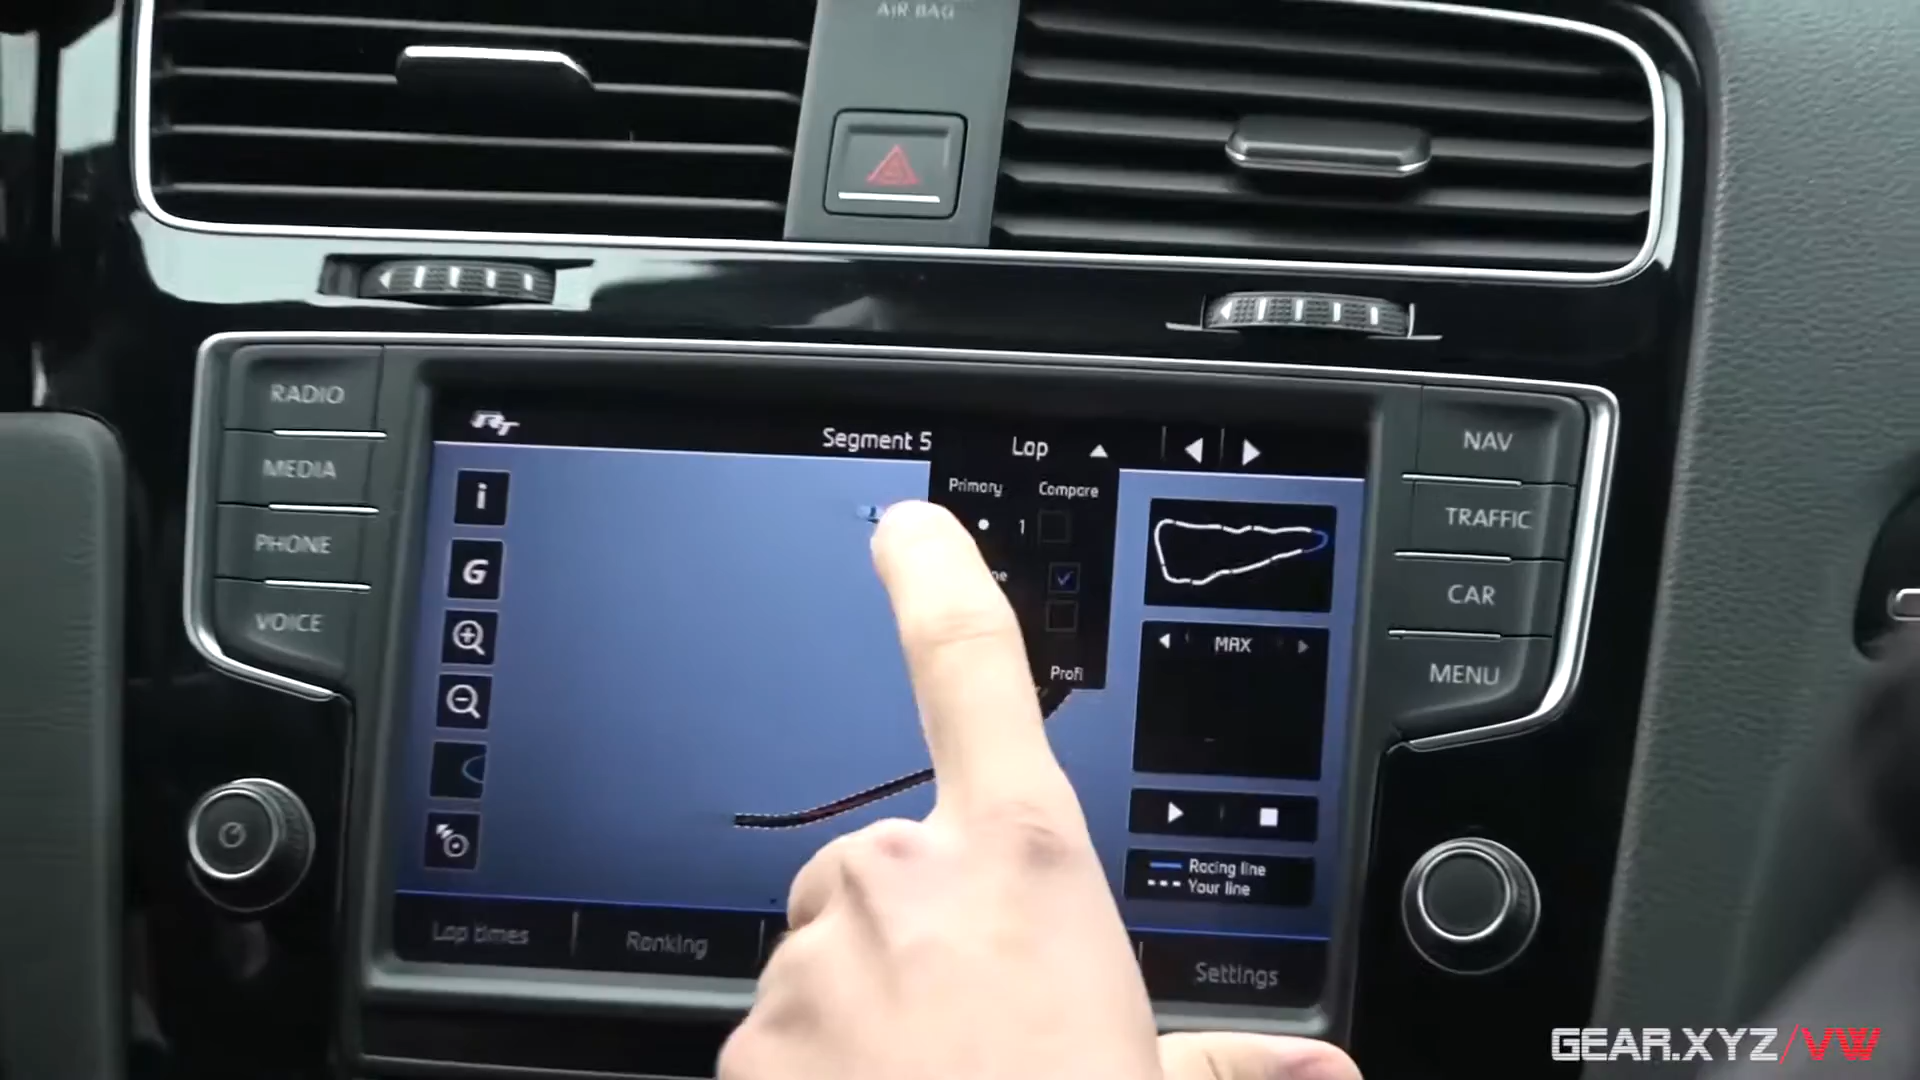 AIR BAG
RADIO
MEDIA
PHONE
VOICE
NAV
TRAFFIC
CAR
MENU
Segment 5
Lap
Primary
Compare
1
i
G
MAX
Profi
Racing line
Your line
Lap times
Ranking
Settings
GEAR.XYZ/VW